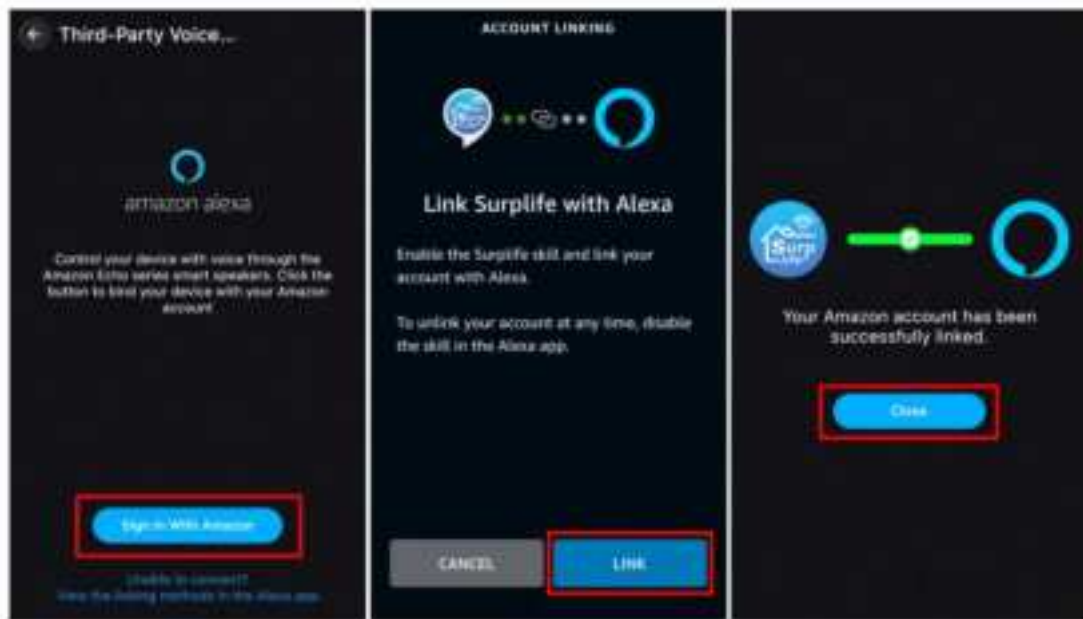 Third-Party Voice...
amazon alexa
Control your device with voice through the
Amazon Echo series smart speakers. Click the
button to bind your device with your Amazon
account
Sign in With Amazon
Unable to connect?
View the linking methods in the Alexa app
ACCOUNT LINKING
Surp
Link Surplife with Alexa
Enable the Surplife skill and link your
account with Alexa.
To unlink your account at any time, disable
the skill in the Alexa app.
CANCEL
LINK
Surp
Life
Your Amazon account has been
successfully linked.
Close